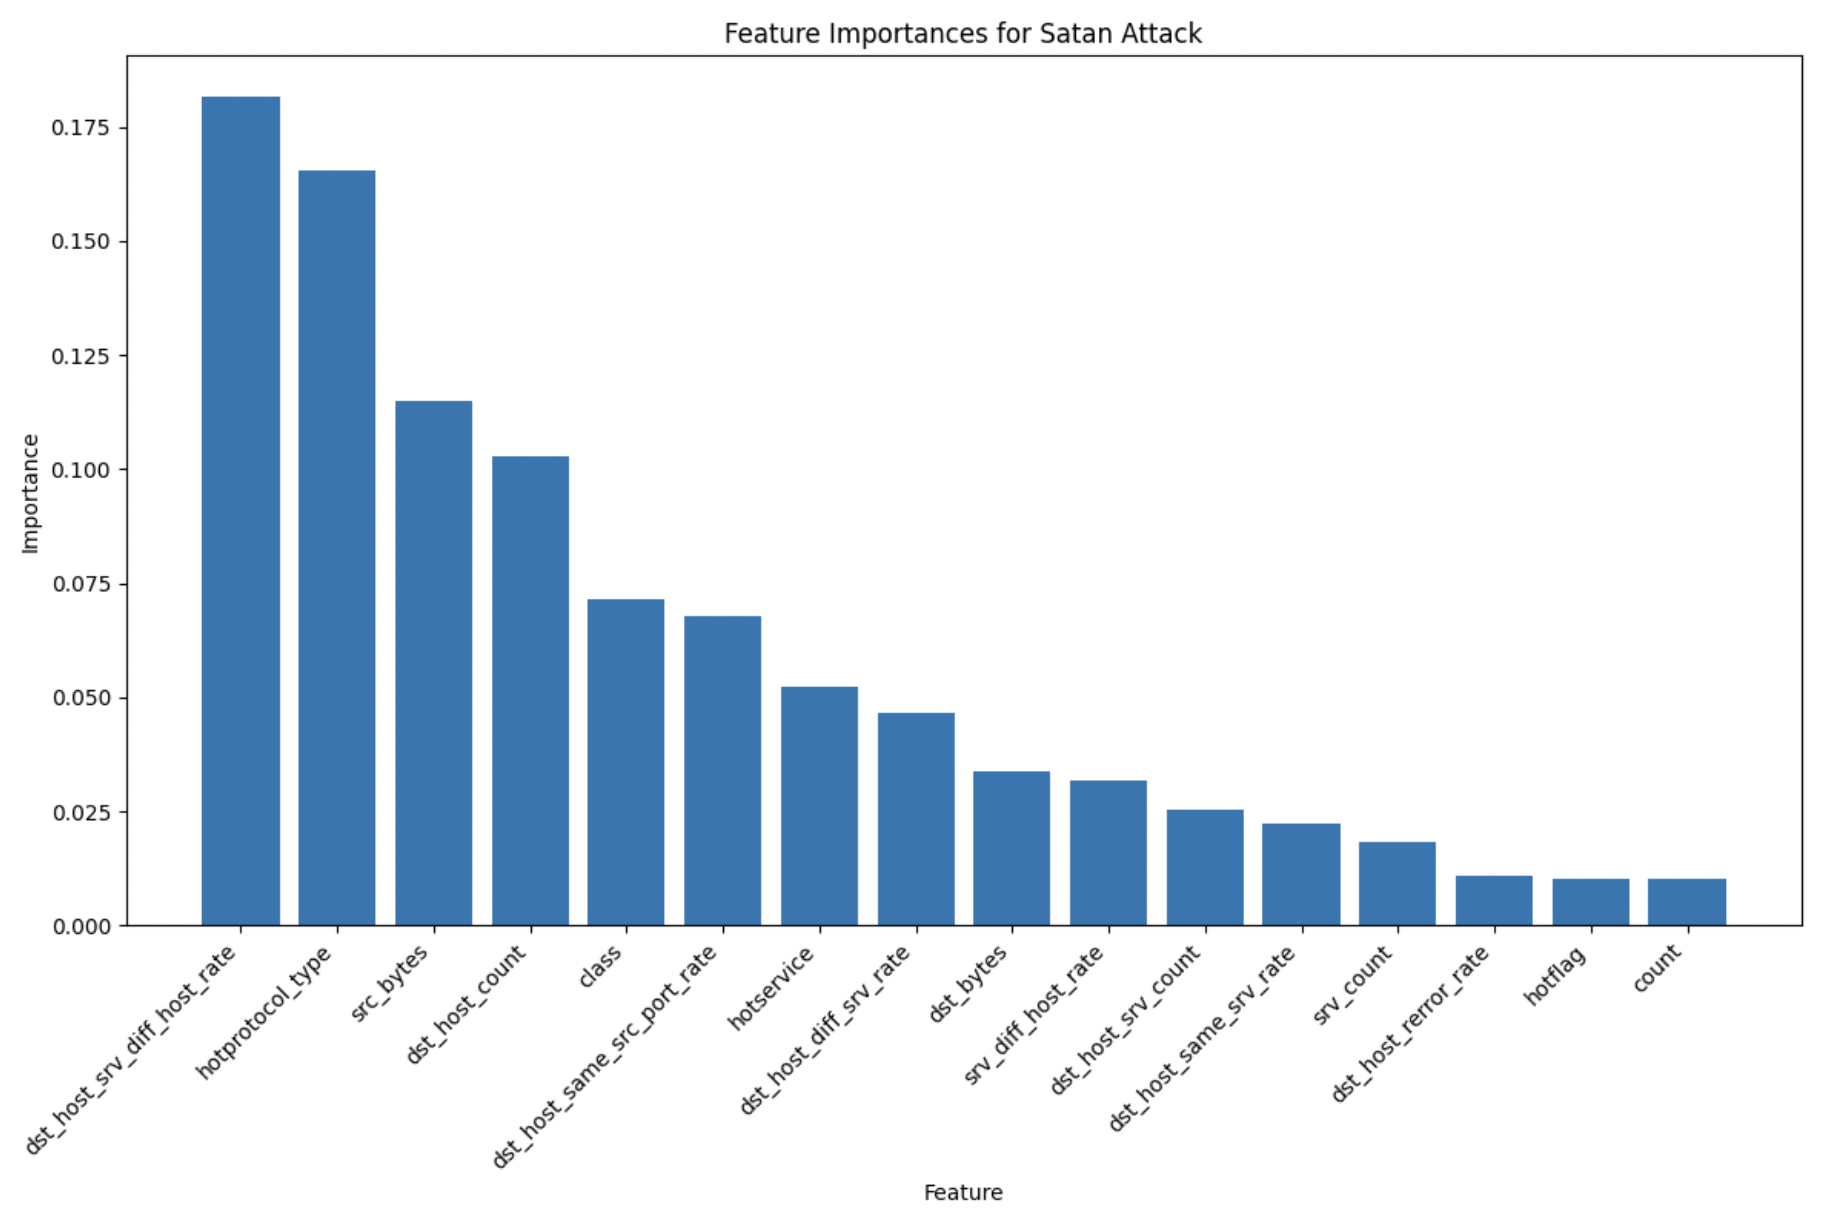 Feature Importances for Satan Attack
Importance
0.175
0.150
0.125
0.100
0.075
0.050
0.025
0.000
dst_host_srv_diff_host_rate
hotprotocol_type
src_bytes
dst_host_count
class
dst_host_same_src_port_rate
hotservice
dst_host_diff_srv_rate
dst_bytes
srv_diff_host_rate
dst_host_srv_count
dst_host_same_srv_rate
srv_count
dst_host_rerror_rate
hotflag
count
Feature